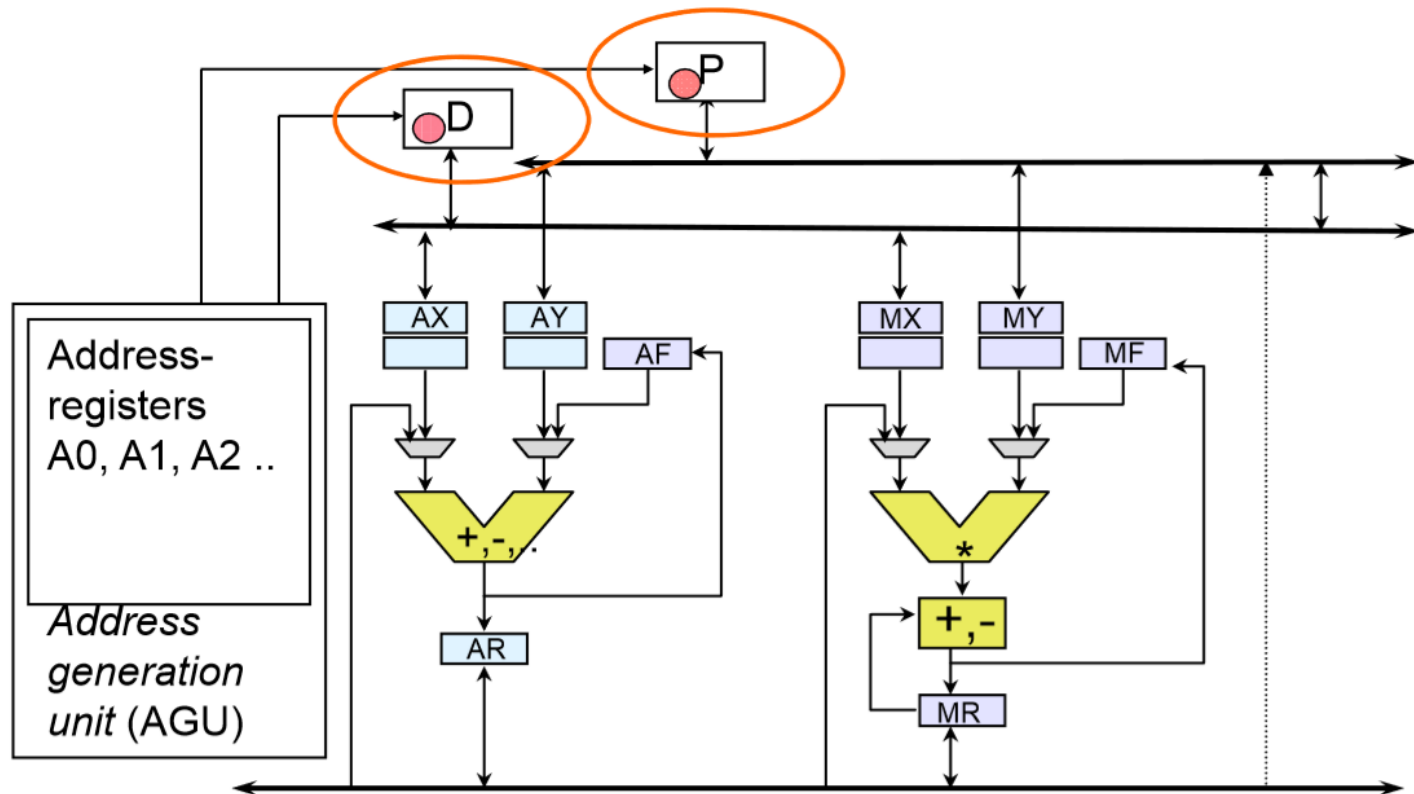 P
D
AX
AY
MX
MY
AF
MF
Address-
registers
A0, A1, A2 ..
+,-,..
*
+,-
Address
generation
unit (AGU)
AR
MR